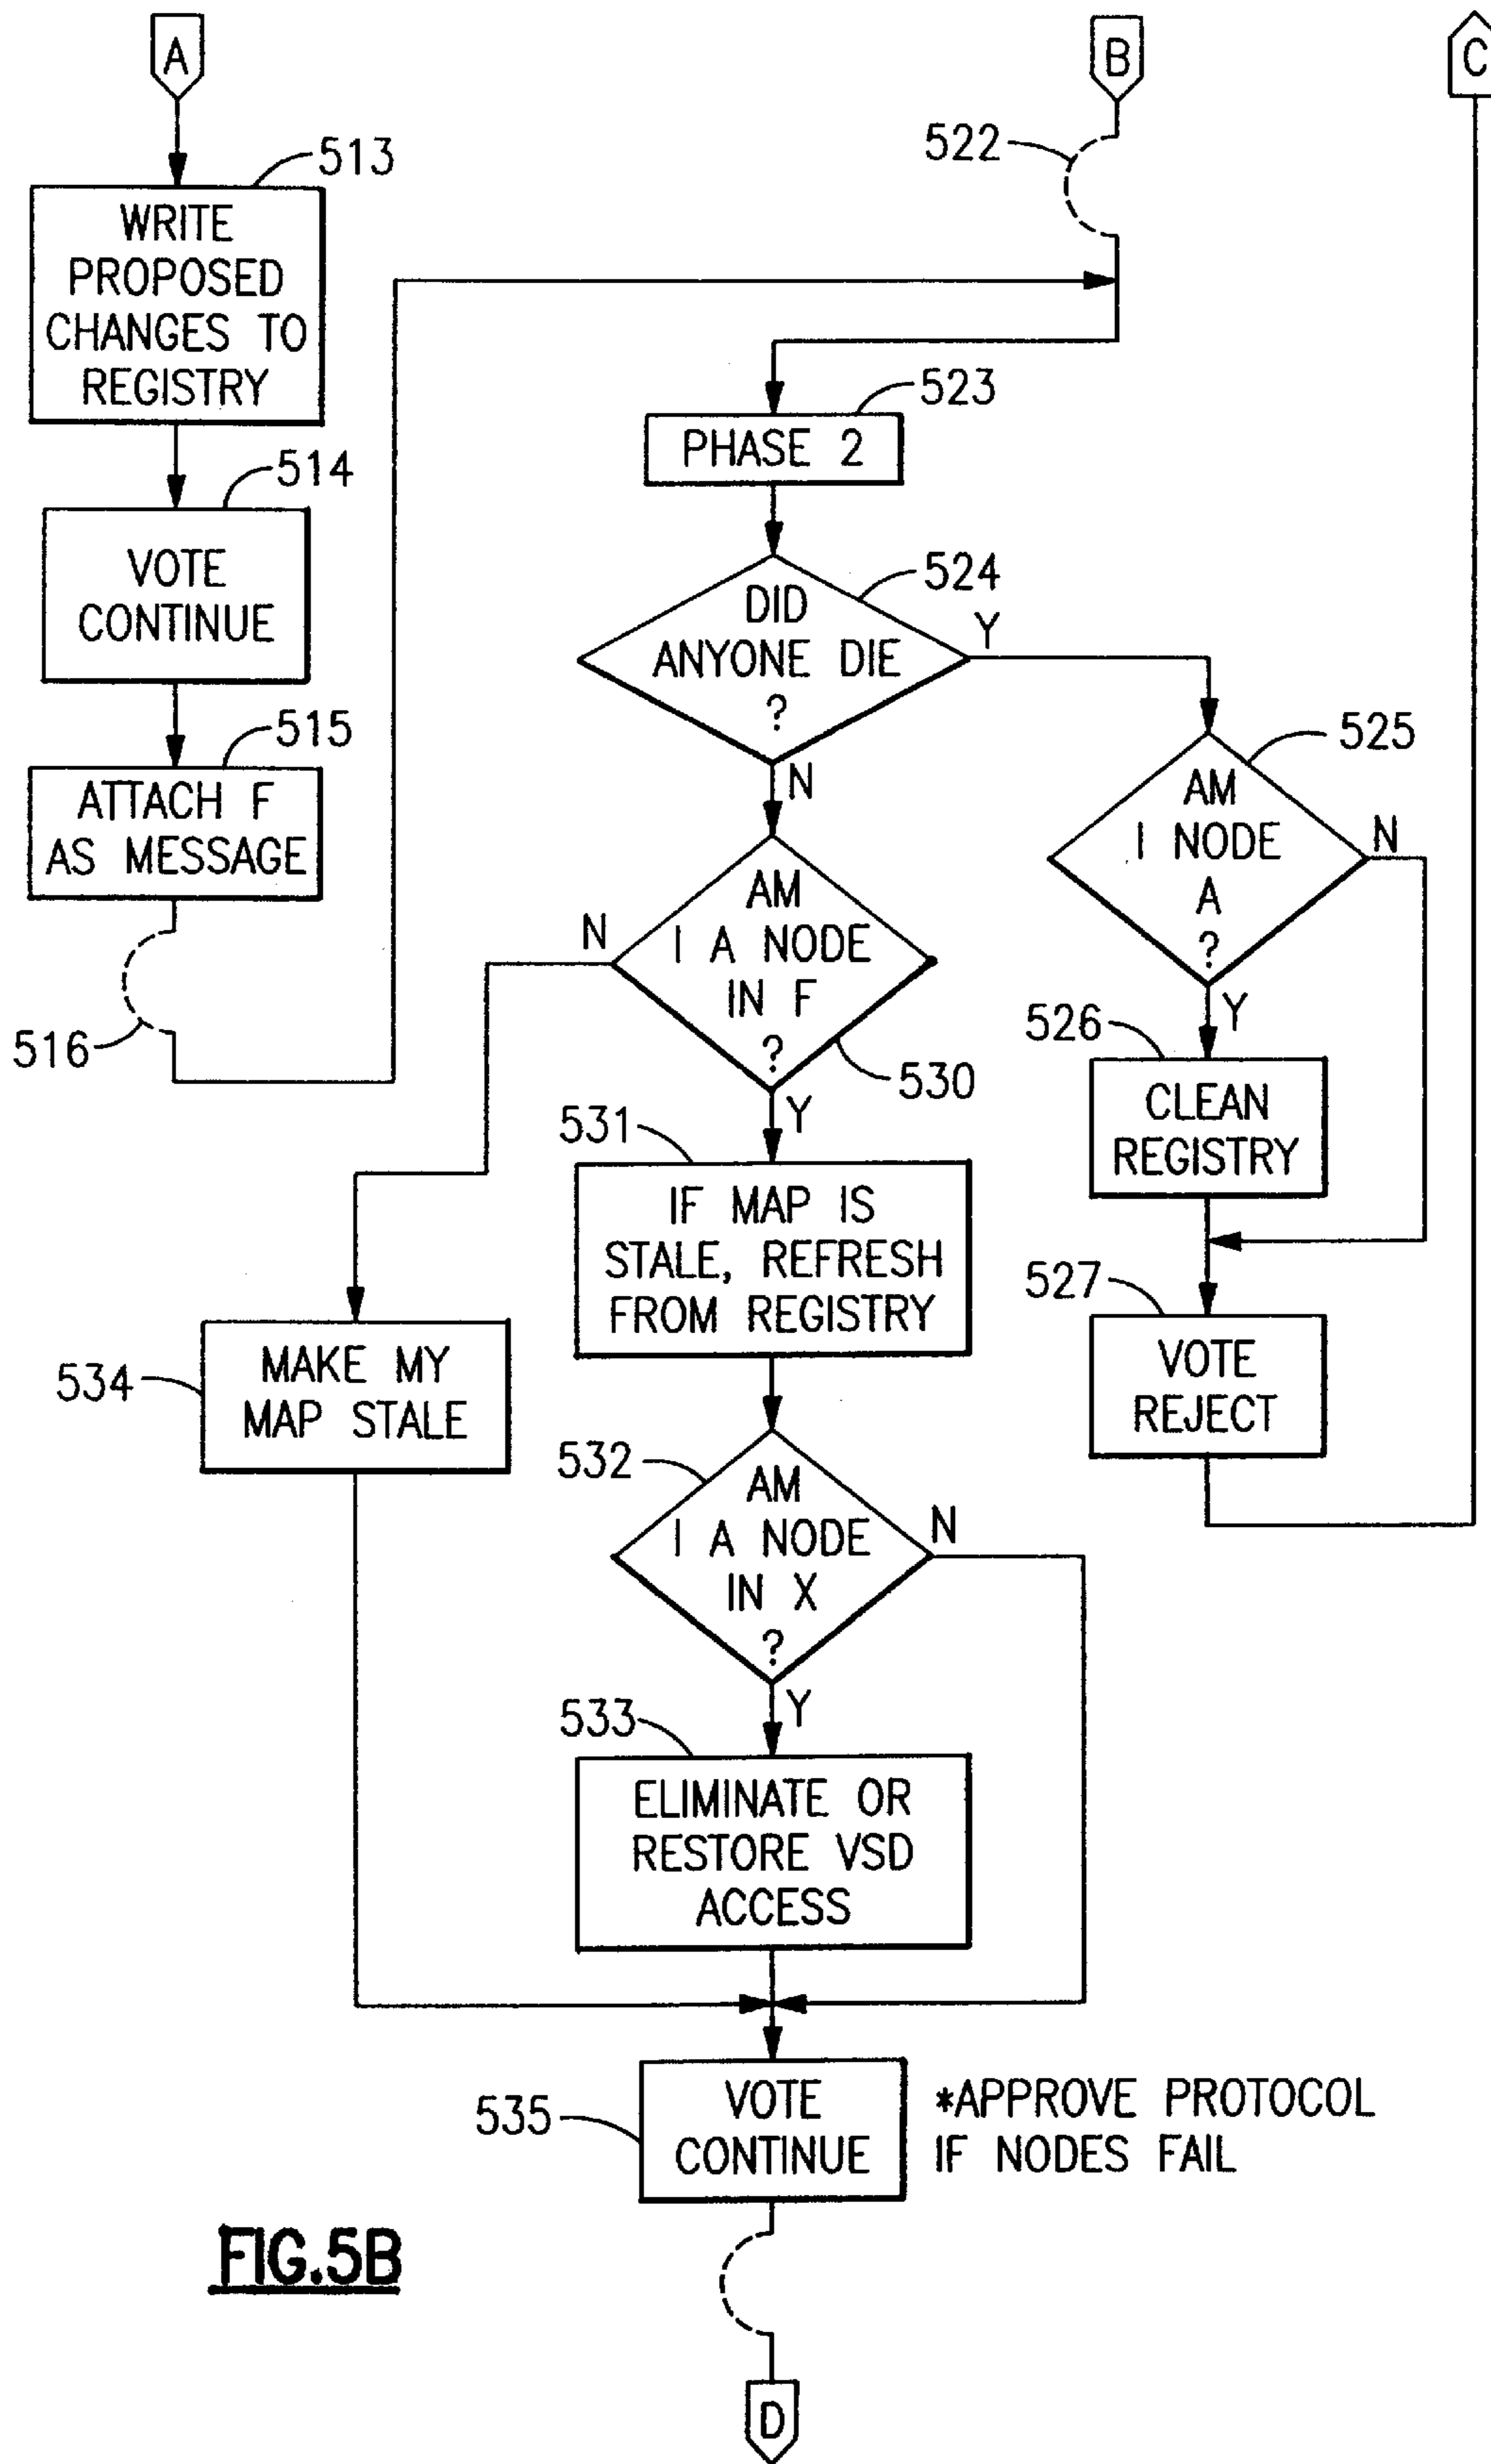 A
B
C
513
WRITE
PROPOSED
CHANGES TO
REGISTRY
514
VOTE
CONTINUE
515
ATTACH F
AS MESSAGE
516
522
523
PHASE 2
524
DID
ANYONE DIE
?
Y
N
525
AM
I NODE
A
?
N
Y
526
CLEAN
REGISTRY
527
VOTE
REJECT
AM
I A NODE
IN F
?
N
530
Y
531
IF MAP IS
STALE, REFRESH
FROM REGISTRY
534
MAKE MY
MAP STALE
532
AM
I A NODE
IN X
?
N
Y
533
ELIMINATE OR
RESTORE VSD
ACCESS
535
VOTE
CONTINUE
*APPROVE PROTOCOL
IF NODES FAIL
FIG.5B
D